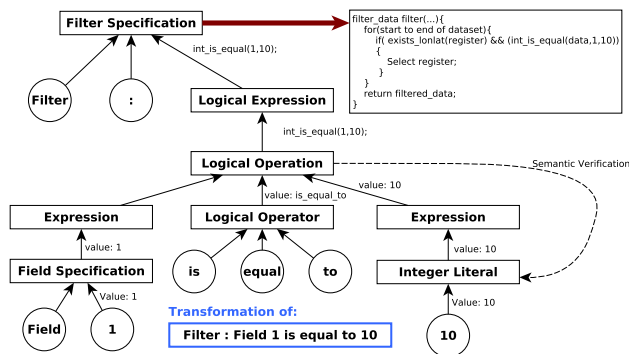 Filter Specification
filter_data filter(...){
for(start to end of dataset){
if( exists_lonlat(register) && (int_is_equal(data,1,10))
{
Select register;
}
}
return filtered_data;
}
int_is_equal(1,10);
Filter
:
Logical Expression
int_is_equal(1,10);
Logical Operation
Semantic Verification
value: is_equal_to
value: 10
Expression
Logical Operator
Expression
value: 1
value: 10
Field Specification
is
equal
to
Integer Literal
Value: 1
Value: 10
Field
1
10
Transformation of:
Filter : Field 1 is equal to 10